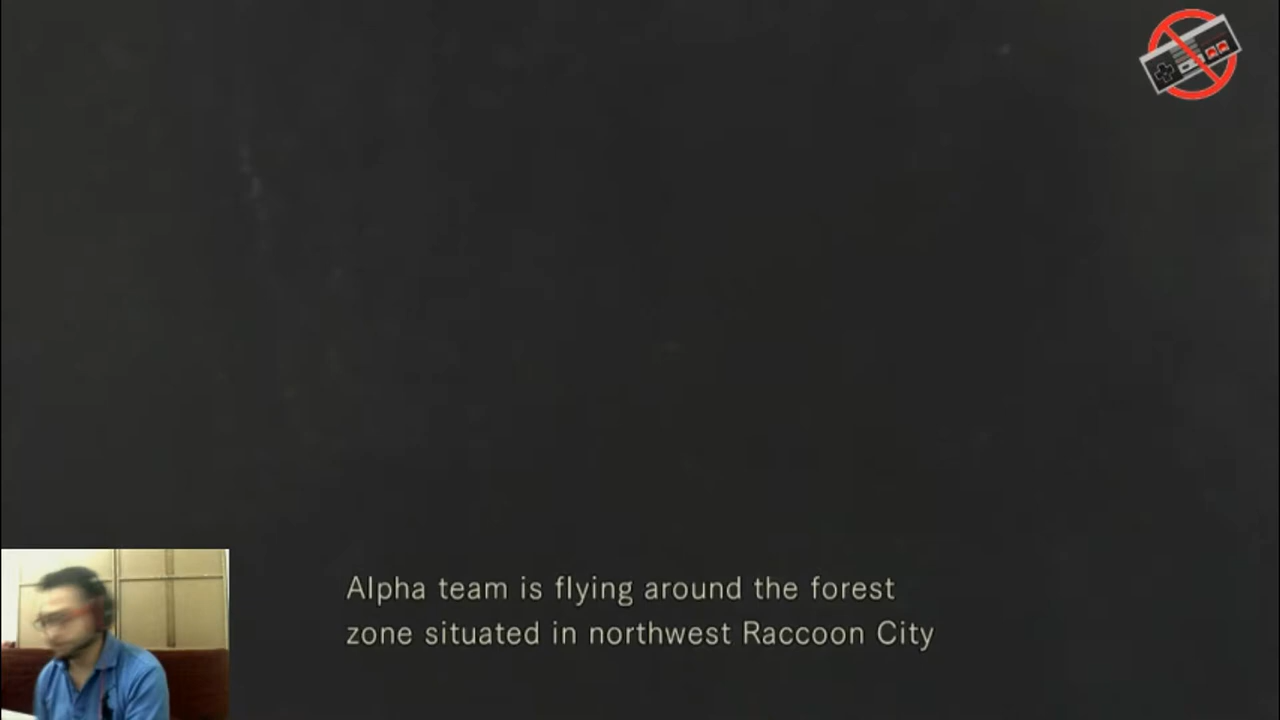 Alpha team is flying around the forest
zone situated in northwest Raccoon City